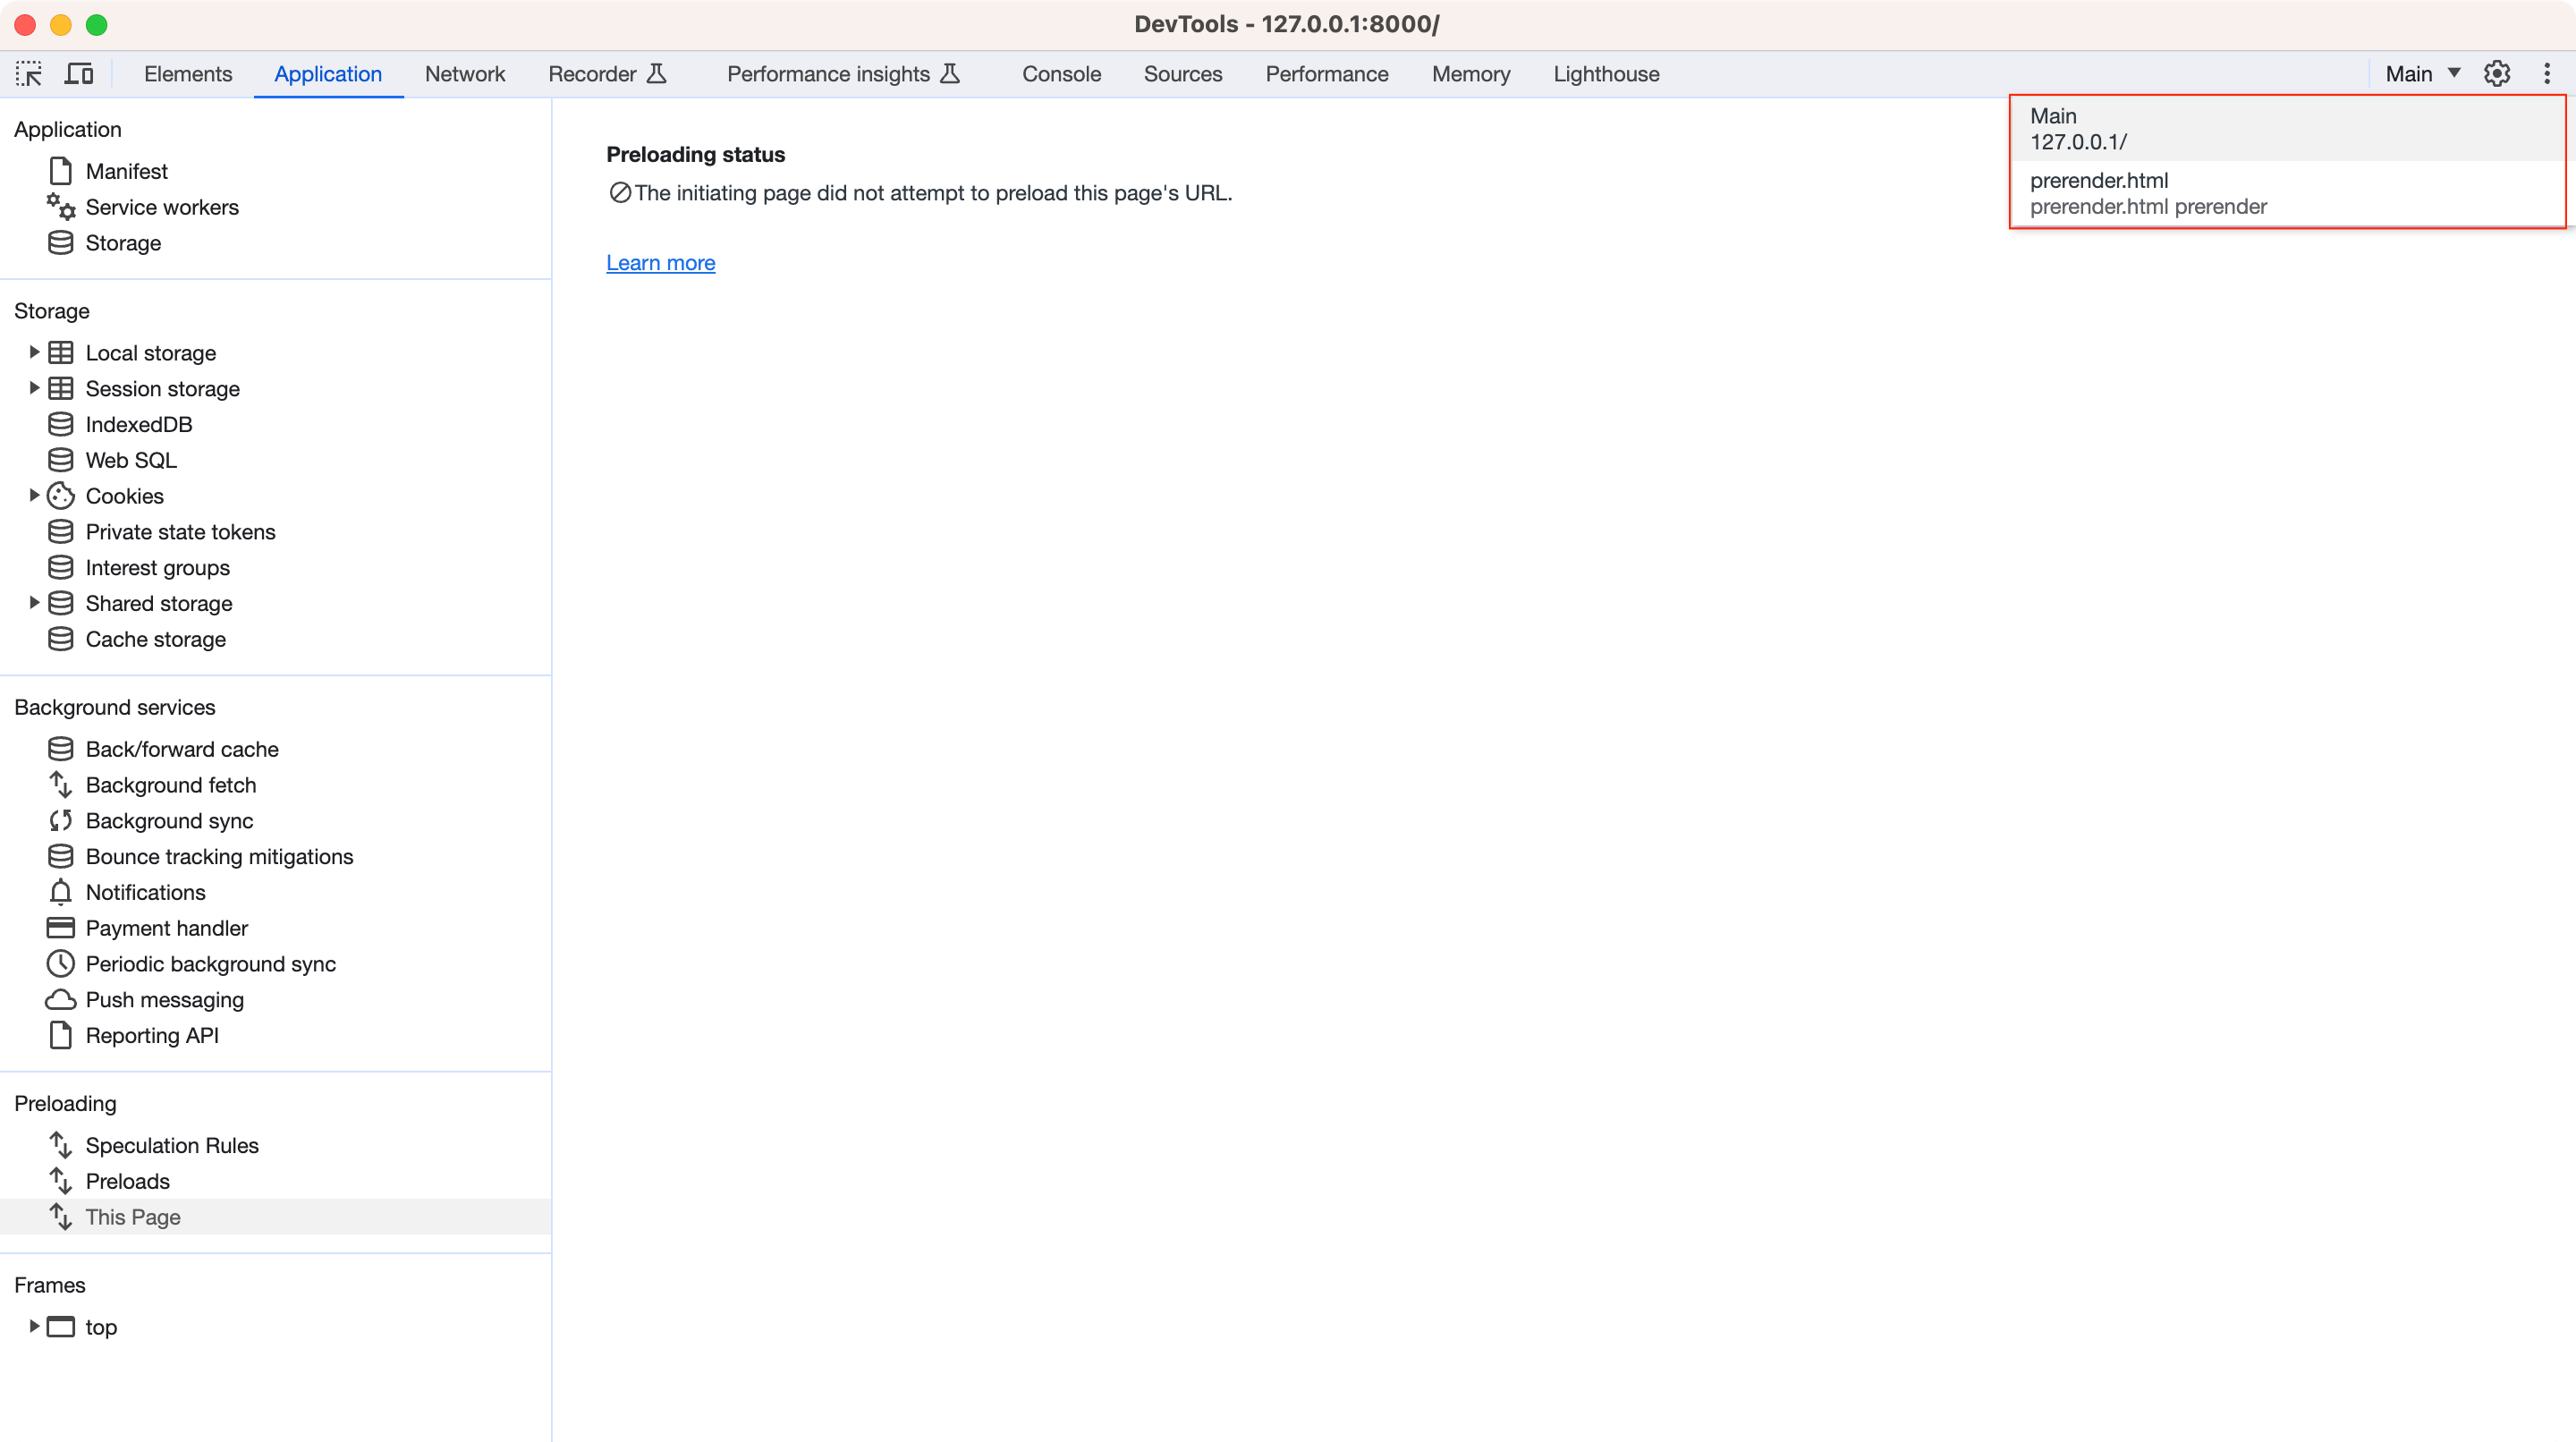 DevTools - 127.0.0.1:8000/
Elements Application Network Recorder Performance insights Console Sources Performance Memory Lighthouse Main
Application
Manifest
Service workers
Storage
Storage
Local storage
Session storage
IndexedDB
Web SQL
Cookies
Private state tokens
Interest groups
Shared storage
Cache storage
Background services
Back/forward cache
Background fetch
Background sync
Bounce tracking mitigations
Notifications
Payment handler
Periodic background sync
Push messaging
Reporting API
Preloading
Speculation Rules
Preloads
This Page
Frames
top
Preloading status
The initiating page did not attempt to preload this page's URL.
Learn more
Main
127.0.0.1/
prerender.html
prerender.html prerender